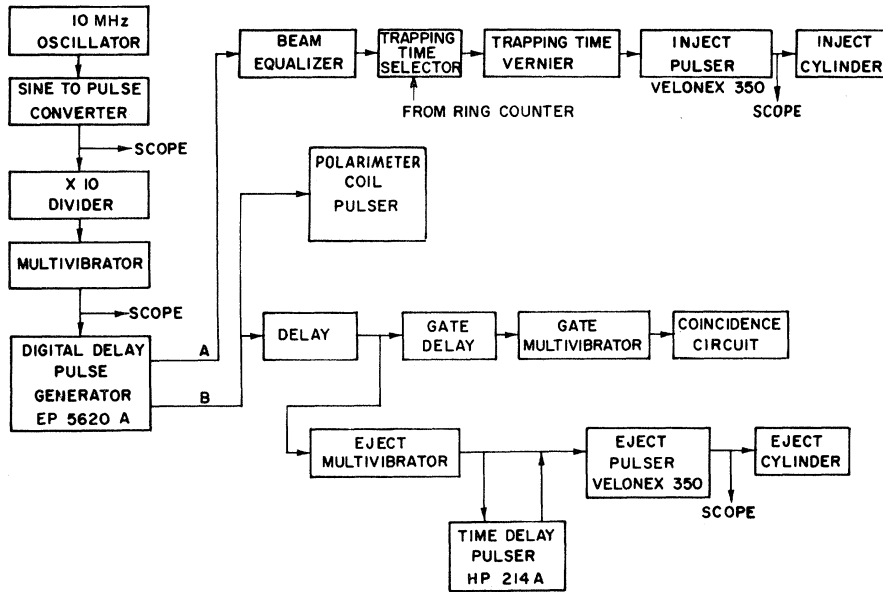 10 MHz
OSCILLATOR
SINE TO PULSE
CONVERTER
SCOPE
X 10
DIVIDER
MULTIVIBRATOR
SCOPE
DIGITAL DELAY
PULSE
GENERATOR
EP 5620 A
A
B
BEAM
EQUALIZER
TRAPPING
TIME
SELECTOR
FROM RING COUNTER
TRAPPING TIME
VERNIER
INJECT
PULSER
VELONEX 350
SCOPE
INJECT
CYLINDER
POLARIMETER
COIL
PULSER
DELAY
GATE
DELAY
GATE
MULTIVIBRATOR
COINCIDENCE
CIRCUIT
EJECT
MULTIVIBRATOR
TIME DELAY
PULSER
HP 214 A
EJECT
PULSER
VELONEX 350
SCOPE
EJECT
CYLINDER